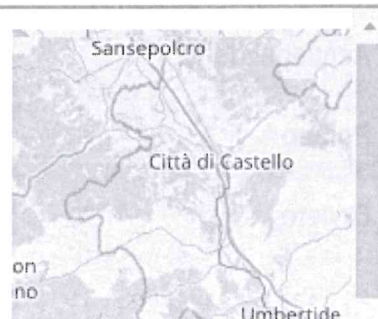 Sansepolcro
Città di Castello
on
no
Umbertide